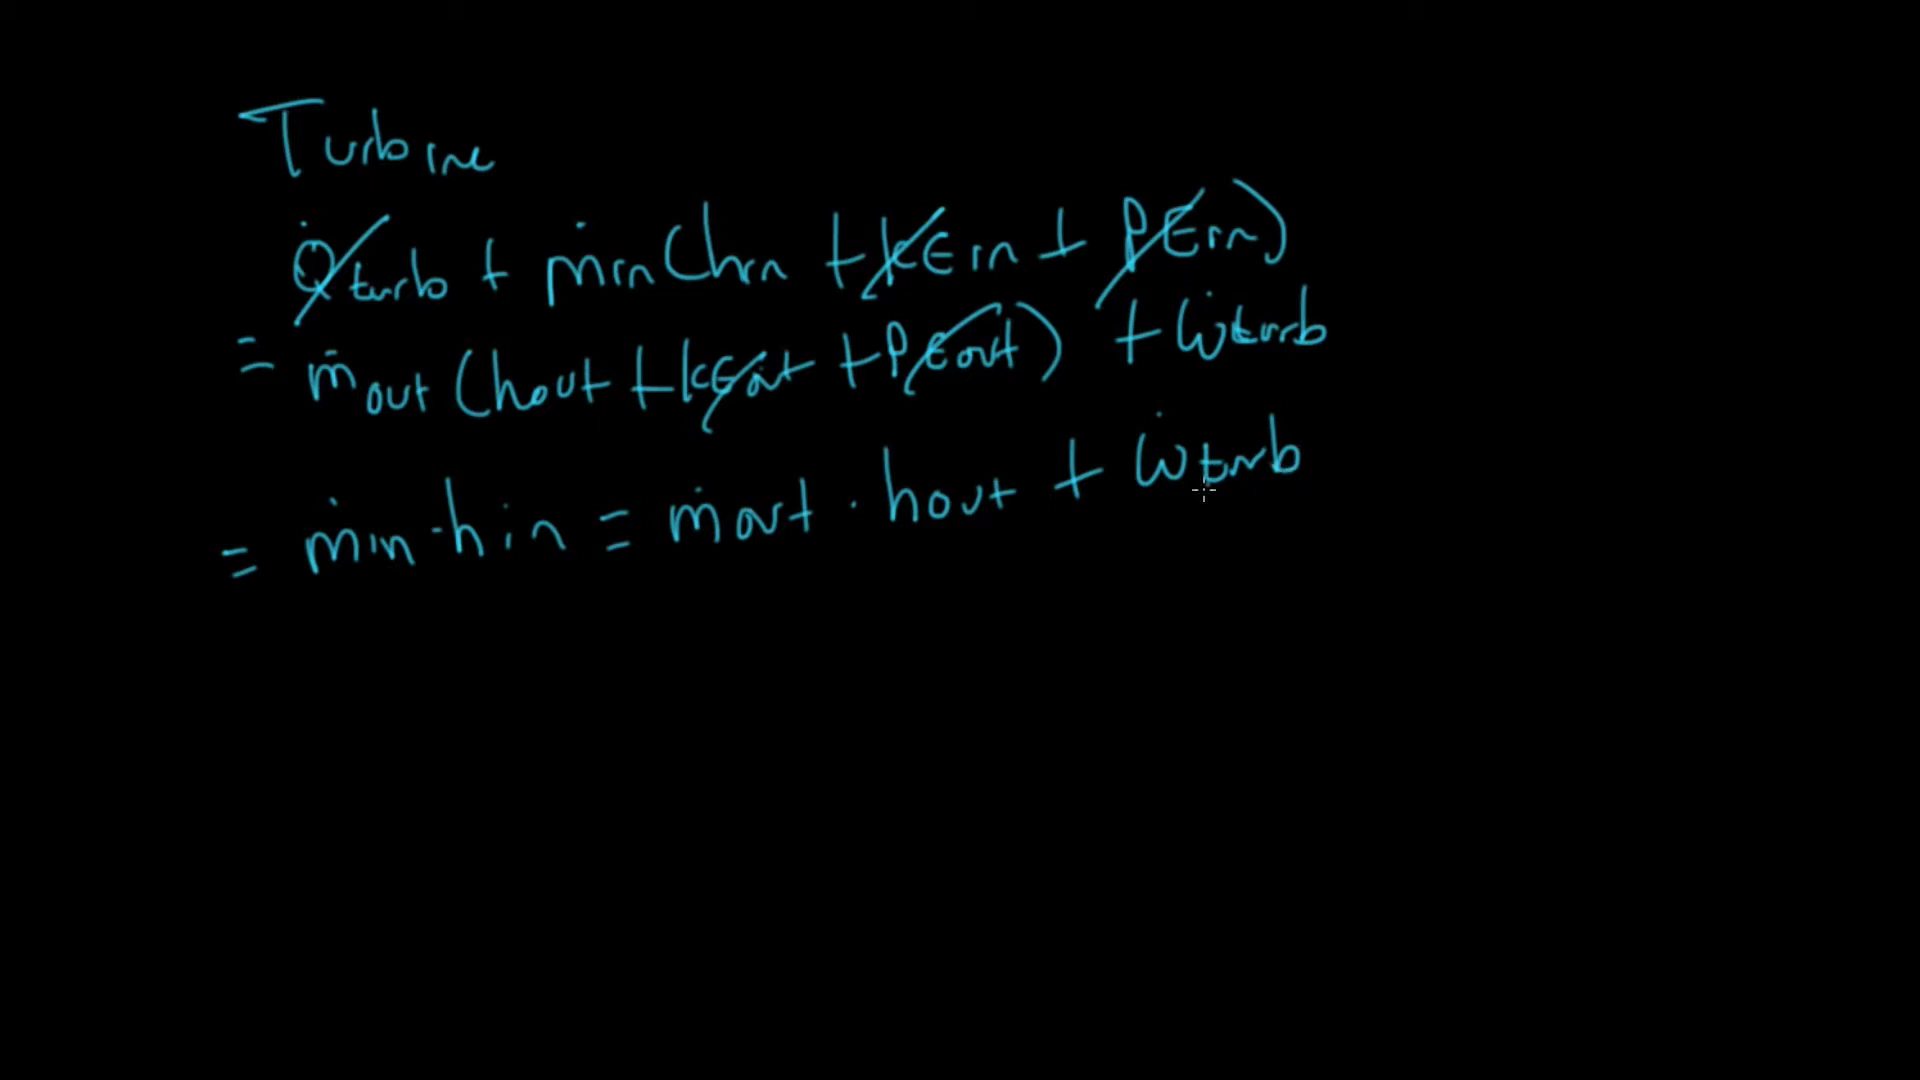 Turbine
Q̇turb + ṁin(hin + KEin + PEin)
= ṁout (hout + KEout + PEout) + Ẇturb
= ṁin·hin = ṁout · hout + Ẇturb